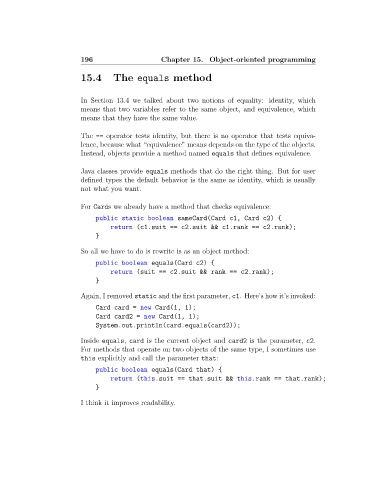 196 Chapter 15. Object-oriented programming
15.4 The equals method
In Section 13.4 we talked about two notions of equality: identity, which
means that two variables refer to the same object, and equivalence, which
means that they have the same value.
The == operator tests identity, but there is no operator that tests equiva-
lence, because what “equivalence” means depends on the type of the objects.
Instead, objects provide a method named equals that defines equivalence.
Java classes provide equals methods that do the right thing. But for user
defined types the default behavior is the same as identity, which is usually
not what you want.
For Cards we already have a method that checks equivalence:
public static boolean sameCard(Card c1, Card c2) {
return (c1.suit == c2.suit && c1.rank == c2.rank);
}
So all we have to do is rewrite is as an object method:
public boolean equals(Card c2) {
return (suit == c2.suit && rank == c2.rank);
}
Again, I removed static and the first parameter, c1. Here's how it's invoked:
Card card = new Card(1, 1);
Card card2 = new Card(1, 1);
System.out.println(card.equals(card2));
Inside equals, card is the current object and card2 is the parameter, c2.
For methods that operate on two objects of the same type, I sometimes use
this explicitly and call the parameter that:
public boolean equals(Card that) {
return (this.suit == that.suit && this.rank == that.rank);
}
I think it improves readability.